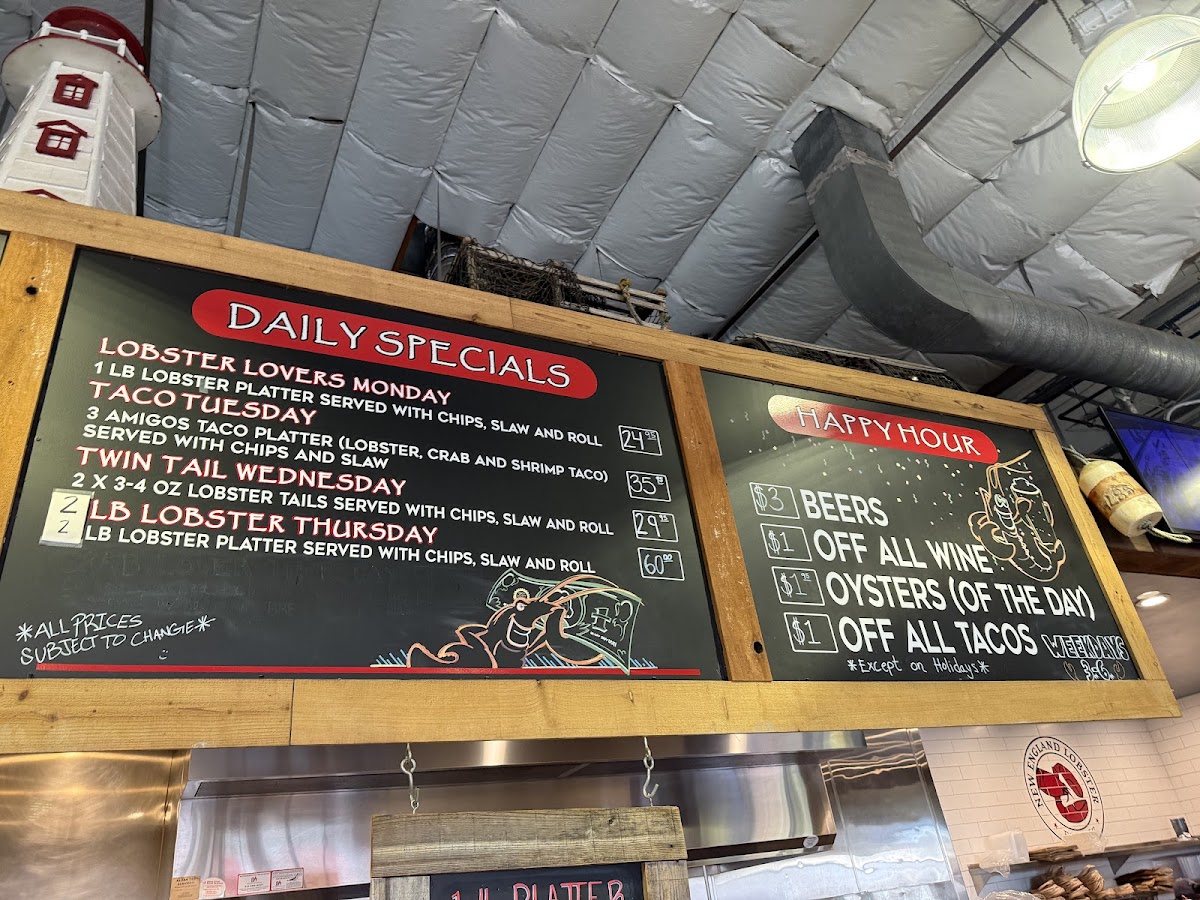 DAILY SPECIALS
LOBSTER LOVERS MONDAY
1 LB LOBSTER PLATTER SERVED WITH CHIPS, SLAW AND ROLL 24.95
TACO TUESDAY
3 AMIGOS TACO PLATTER (LOBSTER, CRAB AND SHRIMP TACO)
SERVED WITH CHIPS AND SLAW 35
TWIN TAIL WEDNESDAY
2 X 3-4 OZ LOBSTER TAILS SERVED WITH CHIPS, SLAW AND ROLL 29
2 LB LOBSTER THURSDAY
2 LB LOBSTER PLATTER SERVED WITH CHIPS, SLAW AND ROLL 60.00
*ALL PRICES
SUBJECT TO CHANGE*
HAPPY HOUR
$3 BEERS
$1 OFF ALL WINE
$1 OYSTERS (OF THE DAY)
$1 OFF ALL TACOS
WEEKDAYS
3-6
*Except on Holidays*
NEW ENGLAND LOBSTER
PLATTER